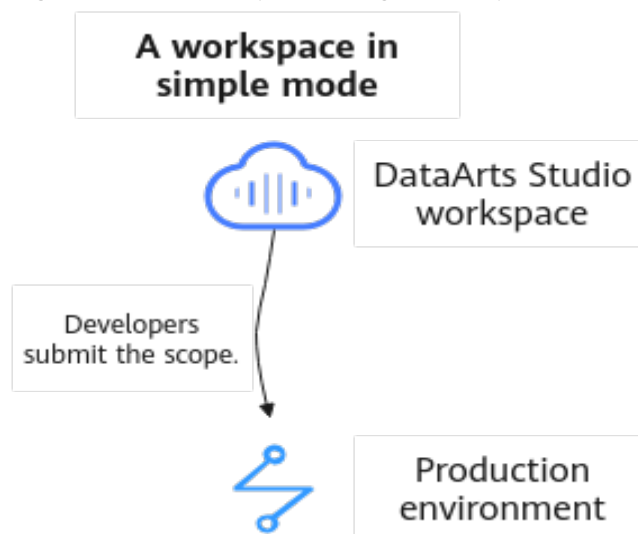 A workspace in
simple mode
DataArts Studio
workspace
Developers
submit the scope.
Production
environment